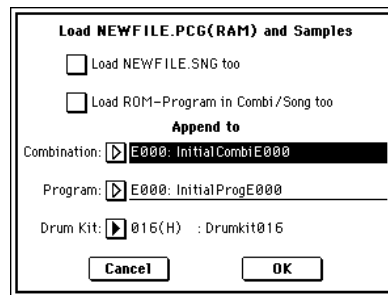 Load NEWFILE.PCG(RAM) and Samples
Load NEWFILE.SNG too
Load ROM-Program in Combi/Song too
Append to
Combination: E000: InitialCombiE000
Program: E000: InitialProgE000
Drum Kit: 016(H) : Drumkit016
Cancel OK